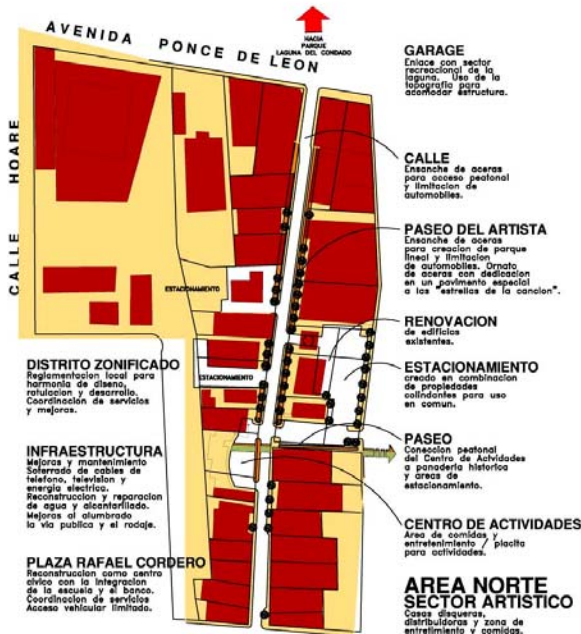 AVENIDA PONCE DE LEON
HACIA
PARQUE
LAGUNA DEL CONDADO
CALLE HOARE
GARAGE
Enlace con sector
recreacional de la
laguna. Uso de la
topografia para
acomodar estructura.
CALLE
Ensanche de aceras
para acceso peatonal
y limitacion de
automobiles.
PASEO DEL ARTISTA
Ensanche de aceras
para creacion de parque
lineal y limitacion
de automobiles. Ornato
de aceras con dedicacion
en un pavimento especial
a las "estrellas de la cancion".
ESTACIONAMIENTO
RENOVACION
de edificios
existentes.
ESTACIONAMIENTO
creado en combinacion
de propiedades
colindantes para uso
en comun.
ESTACIONAMIENTO
PASEO
Coneccion peatonal
del Centro de Actividades
a panaderia historica
y areas de
estacionamiento.
CENTRO DE ACTIVIDADES
Area de comidas y
entretenimiento / placita
para actividades.
AREA NORTE
SECTOR ARTISTICO
Casas disqueras,
distribuidoras y zona de
entretimiento y comidas.
DISTRITO ZONIFICADO
Reglamentacion local para
harmonia de diseno,
rotulacion y desarrollo.
Coordinacion de servicios
y mejoras.
INFRAESTRUCTURA
Mejoras y mantenimiento
Soterrado de cables de
telefono, television y
energia electrica.
Reconstruccion y reparacion
de agua y alcantarillado.
Mejoras al alumbrado
la via publica y el rodaje.
PLAZA RAFAEL CORDERO
Reconstruccion como centro
civico con la integracion
de la escuela y el banco.
Coordinacion de servicios
Acceso vehicular limitado.